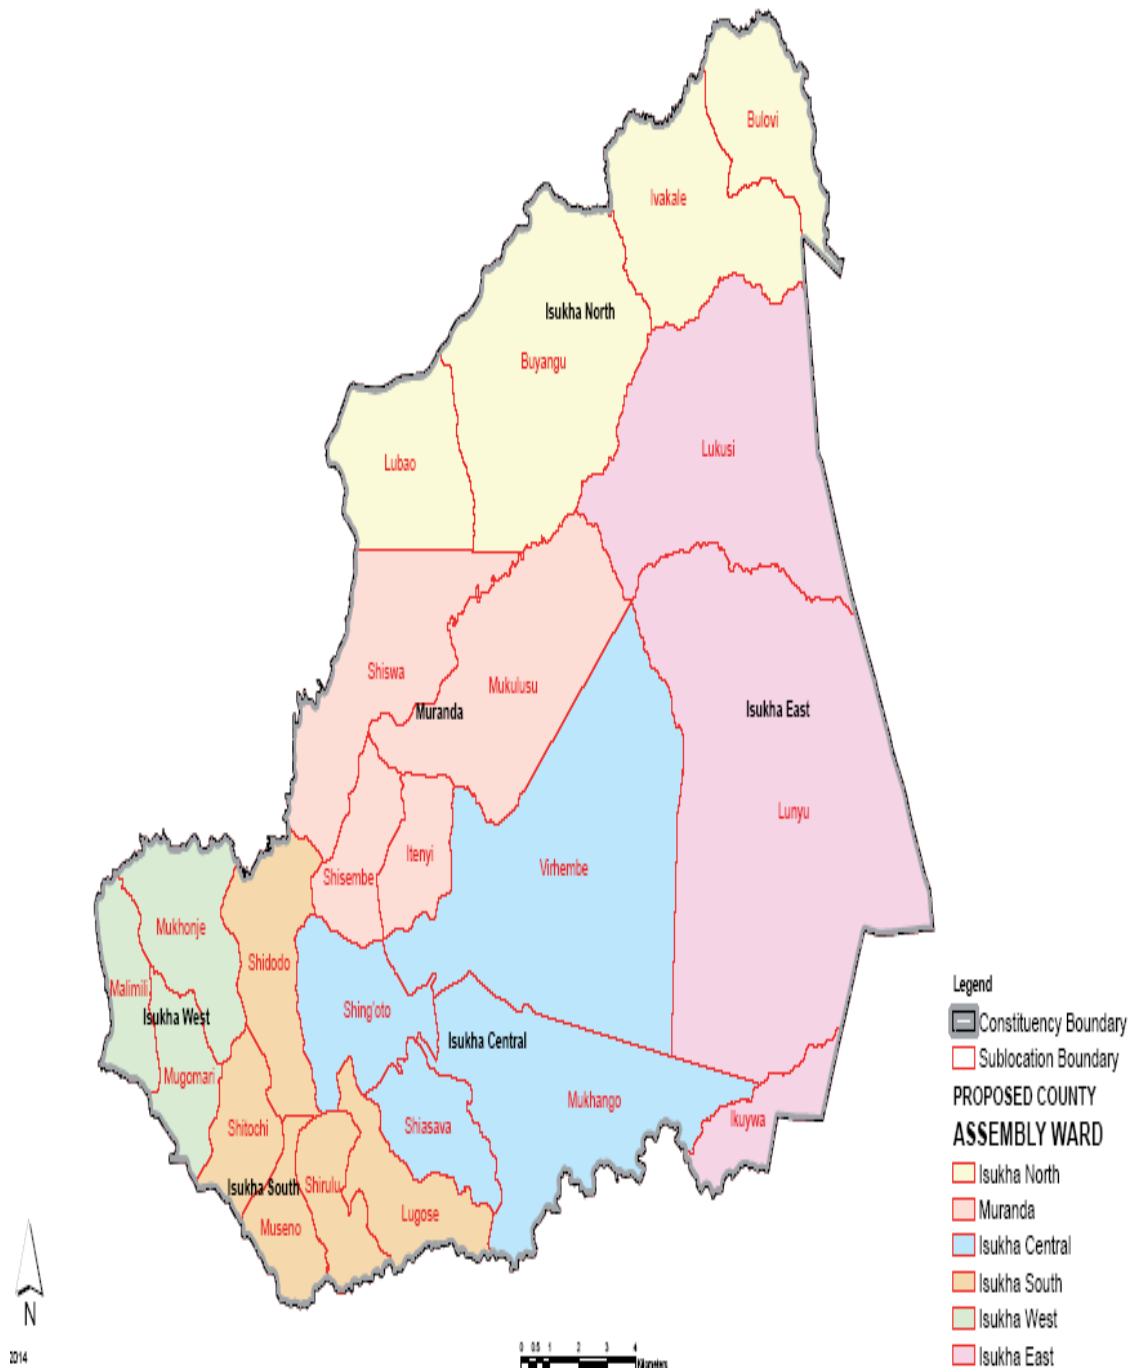 Bulovi
Ivakale
Isukha North
Buyangu
Lukusi
Lubao
Shiswa
Mukulusu
Muranda
Isukha East
Lunyu
Itenyi
Virhembe
Shisembe
Mukhonje
Shidodo
Malimili
Shing'oto
Isukha West
Isukha Central
Mugomari
Mukhango
Shiasava
Ikuywa
Shitochi
Isukha South
Shirulu
Lugose
Museno
Legend
Constituency Boundary
Sublocation Boundary
PROPOSED COUNTY
ASSEMBLY WARD
Isukha North
Muranda
Isukha Central
Isukha South
Isukha West
Isukha East
N
2014
0 0.5 1 2 3 4
Kilometers